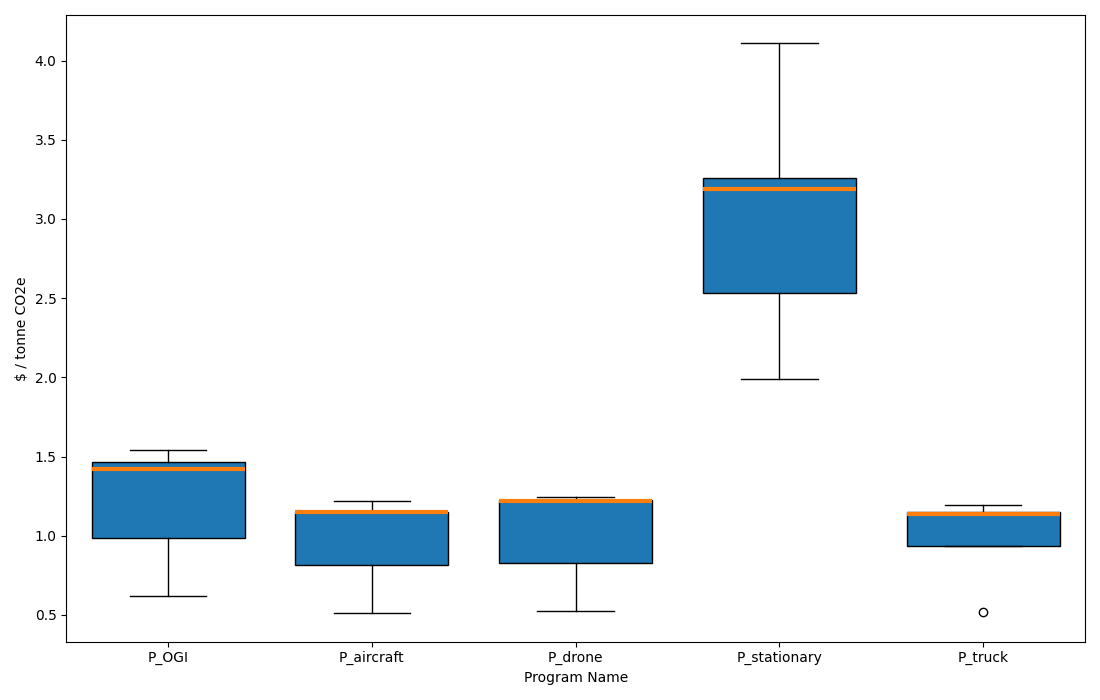 4.0
3.5
3.0
2.5
2.0
1.5
1.0
0.5
$ / tonne CO2e
P_OGI P_aircraft P_drone P_stationary P_truck
Program Name